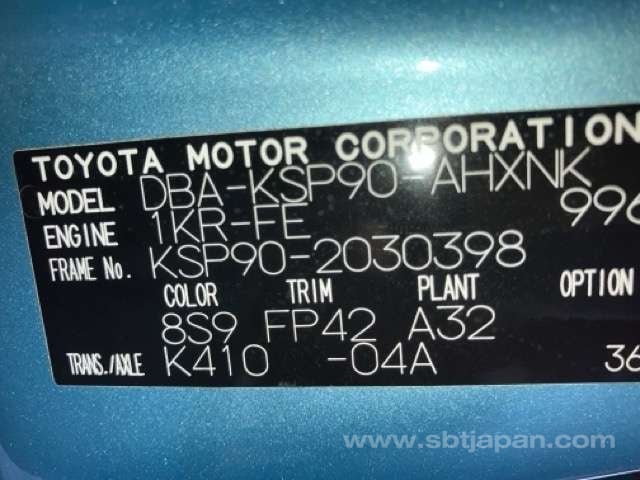 TOYOTA MOTOR CORPORATION
MODEL DBA-KSP90-AHXNK
ENGINE 1KR-FE 996
FRAME No. KSP90-2030398
COLOR TRIM PLANT OPTION
8S9 FP42 A32
TRANS./AXLE K410 -04A 36
www.sbtjapan.com